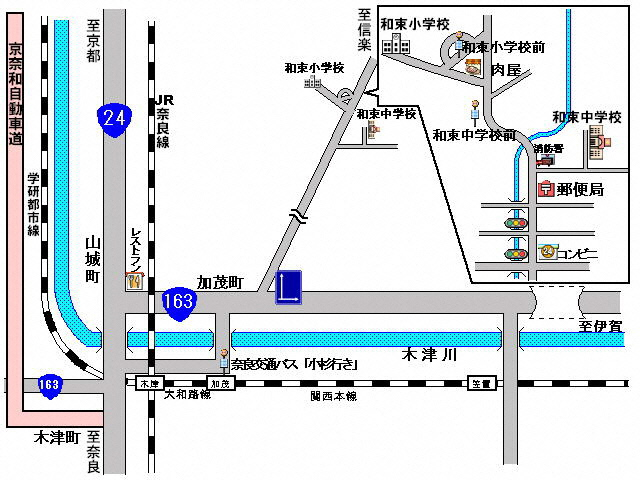 京奈和自動車道
至京都
24
JR奈良線
学研都市線
山城町
レストラン
加茂町
163
至信楽
和束小学校
和束中学校
和束小学校
和束小学校前
肉屋
和束中学校前
和束中学校
消防署
郵便局
コンビニ
至伊賀
木津川
奈良交通バス「小杉行き」
163
木津
加茂
笠置
大和路線
関西本線
木津町
至奈良